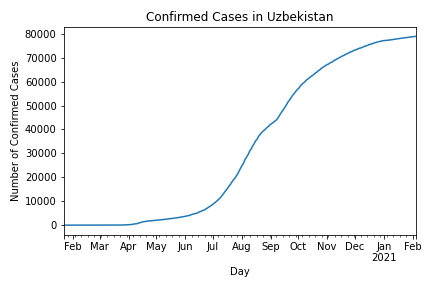 Confirmed Cases in Uzbekistan
80000
70000
60000
50000
40000
30000
20000
10000
0
Number of Confirmed Cases
Feb Mar Apr May Jun Jul Aug Sep Oct Nov Dec Jan Feb
2021
Day